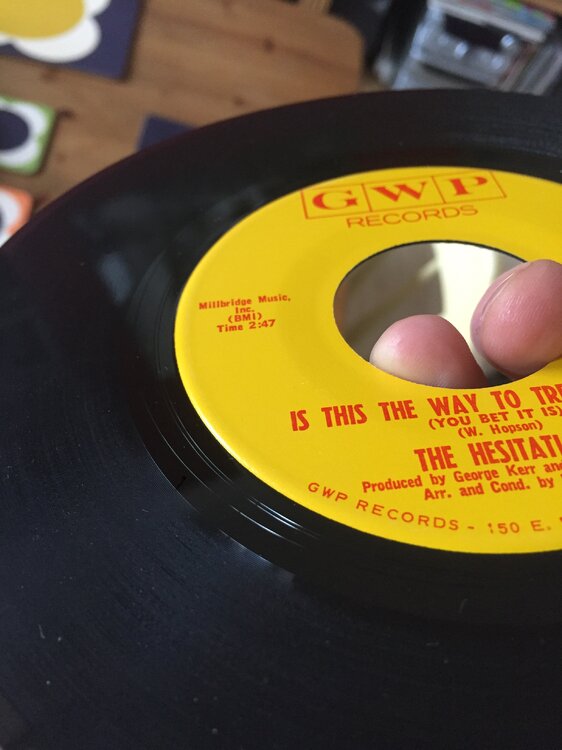 GWP
RECORDS
Millbridge Music,
Inc.
(BMI)
Time 2:47
IS THIS THE WAY TO
(YOU BET IT IS)
(W. Hopson)
THE
Produced by George Kerr
Arr. and Cond. by
GWP RECORDS - 150 E.